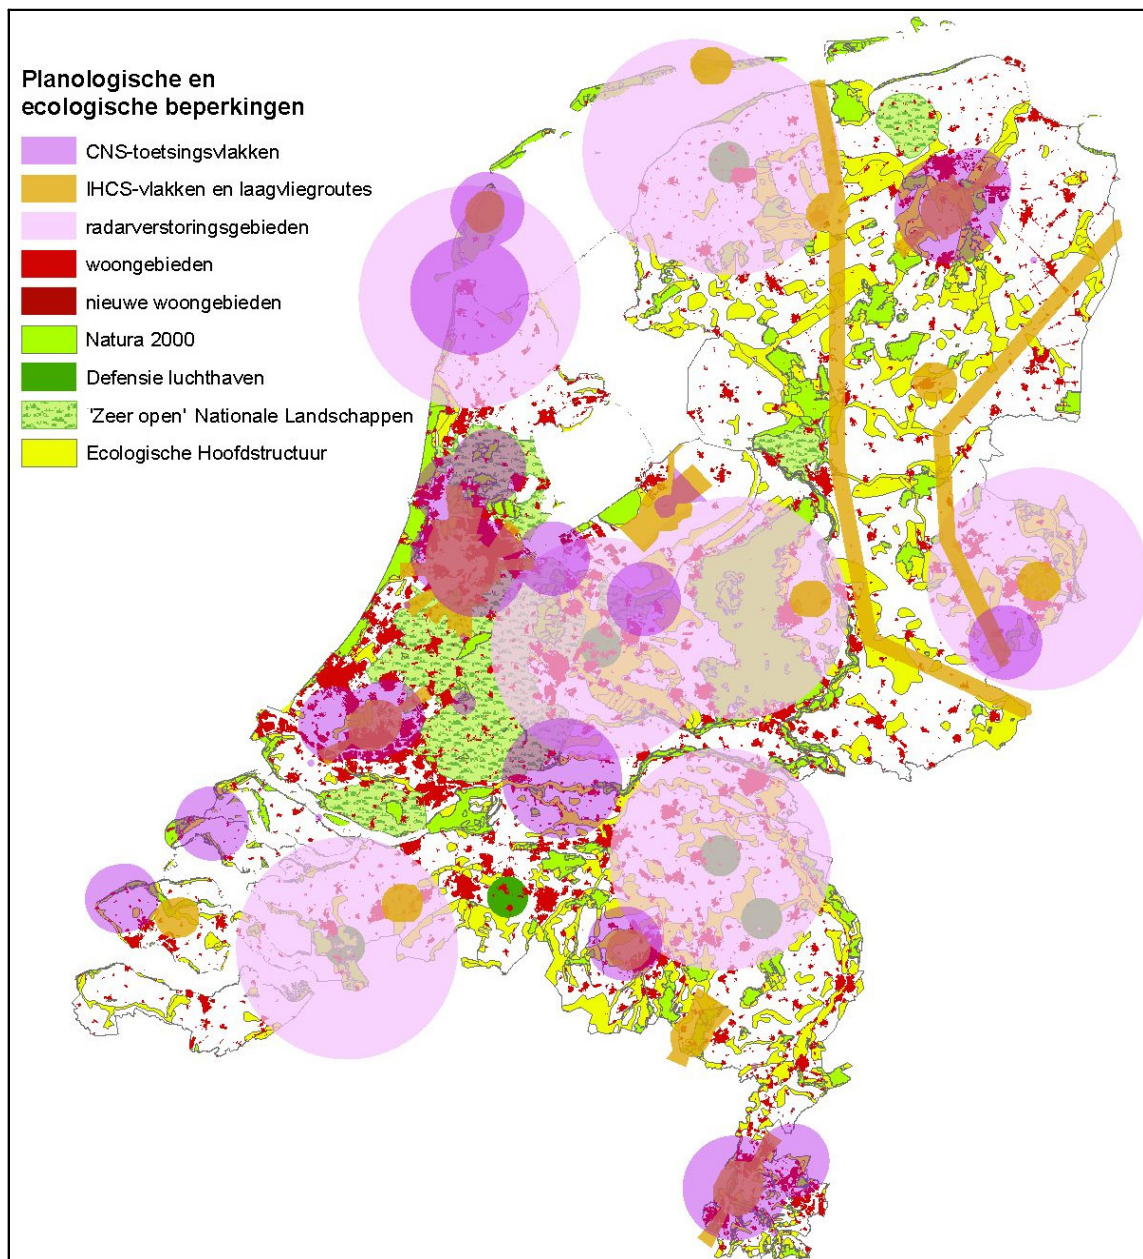 Planologische en
ecologische beperkingen
CNS-toetsingsvlakken
IHCS-vlakken en laagvliegroutes
radarverstoringsgebieden
woongebieden
nieuwe woongebieden
Natura 2000
Defensie luchthaven
'Zeer open' Nationale Landschappen
Ecologische Hoofdstructuur